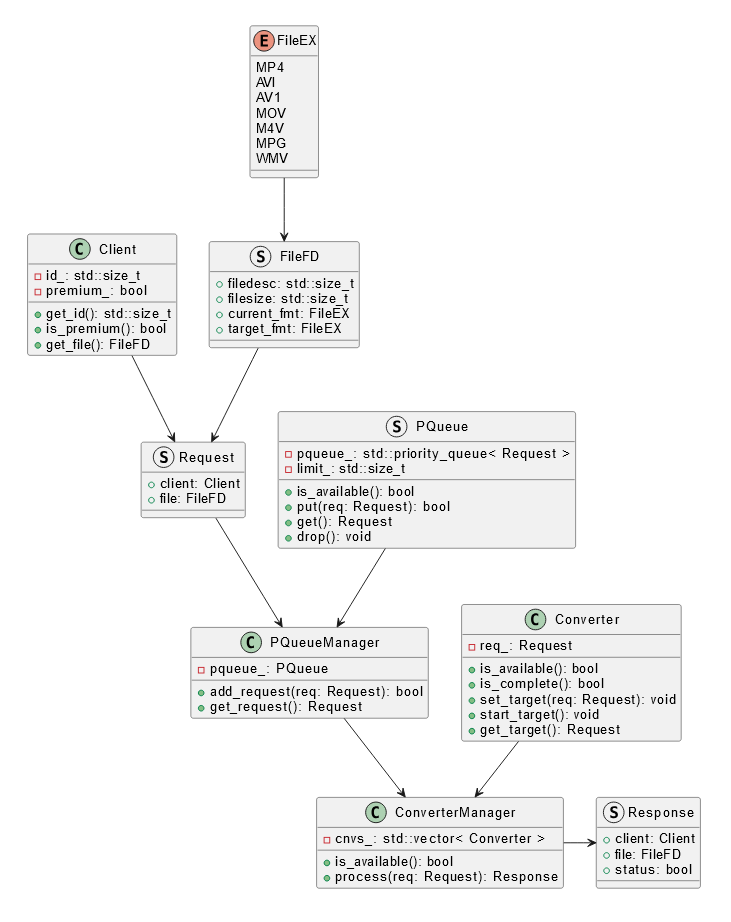 E FileEX
MP4
AVI
AV1
MOV
M4V
MPG
WMV
C Client
id_: std::size_t
premium_: bool
get_id(): std::size_t
is_premium(): bool
get_file(): FileFD
S FileFD
filedesc: std::size_t
filesize: std::size_t
current_fmt: FileEX
target_fmt: FileEX
S Request
client: Client
file: FileFD
S PQueue
pqueue_: std::priority_queue< Request >
limit_: std::size_t
is_available(): bool
put(req: Request): bool
get(): Request
drop(): void
C PQueueManager
pqueue_: PQueue
add_request(req: Request): bool
get_request(): Request
C Converter
req_: Request
is_available(): bool
is_complete(): bool
set_target(req: Request): void
start_target(): void
get_target(): Request
C ConverterManager
cnvs_: std::vector< Converter >
is_available(): bool
process(req: Request): Response
S Response
client: Client
file: FileFD
status: bool